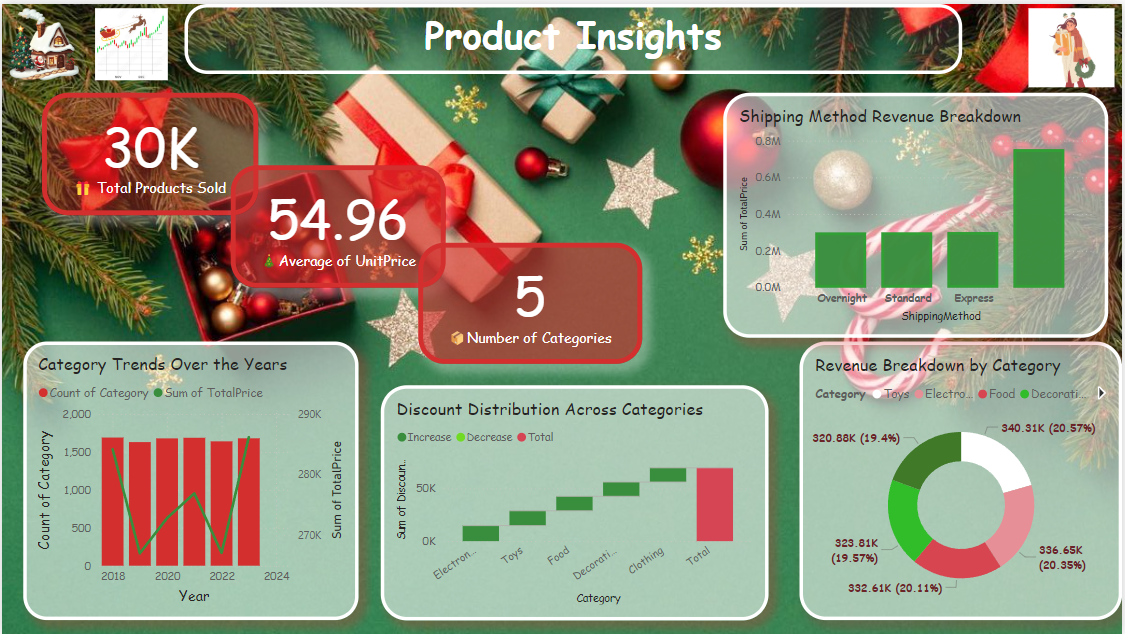 Product Insights
30K
Total Products Sold
54.96
Average of UnitPrice
5
Number of Categories
Shipping Method Revenue Breakdown
Sum of TotalPrice
0.8M
0.6M
0.4M
0.2M
0.0M
Overnight Standard Express
ShippingMethod
Category Trends Over the Years
Count of Category Sum of TotalPrice
Count of Category
2,000
1,500
1,000
500
0
290K
280K
270K
Sum of TotalPrice
2018 2020 2022 2024
Year
Discount Distribution Across Categories
Increase Decrease Total
Sum of Discoun...
50K
0K
Electron... Toys Food Decorati... Clothing Total
Category
Revenue Breakdown by Category
Category Toys Electro... Food Decorati...
340.31K (20.57%)
320.88K (19.4%)
323.81K
(19.57%)
336.65K
(20.35%)
332.61K (20.11%)